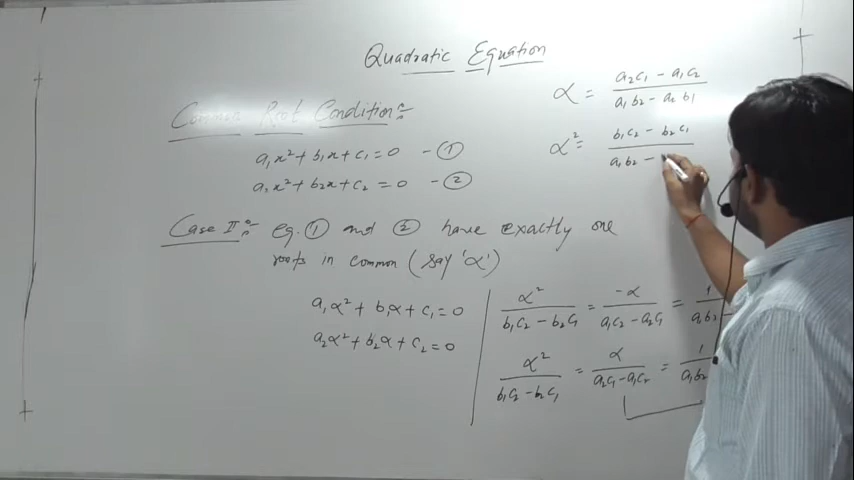 Quadratic Equation
Common Root Condition:-
a₁x² + b₁x + c₁ = 0 - ①
a₂x² + b₂x + c₂ = 0 - ②
Case II:- eq. ① and ② have exactly one
roots in common (say 'α')
a₁α² + b₁α + c₁ = 0
a₂α² + b₂α + c₂ = 0
α² / (b₁c₂ - b₂c₁) = -α / (a₁c₂ - a₂c₁) = 1 / (a₁b₂ -
α² / (b₁c₂ - b₂c₁) = α / (a₂c₁ - a₁c₂) = 1 / (a₁b₂
α = (a₂c₁ - a₁c₂) / (a₁b₂ - a₂b₁)
α² = (b₁c₂ - b₂c₁) / (a₁b₂ -